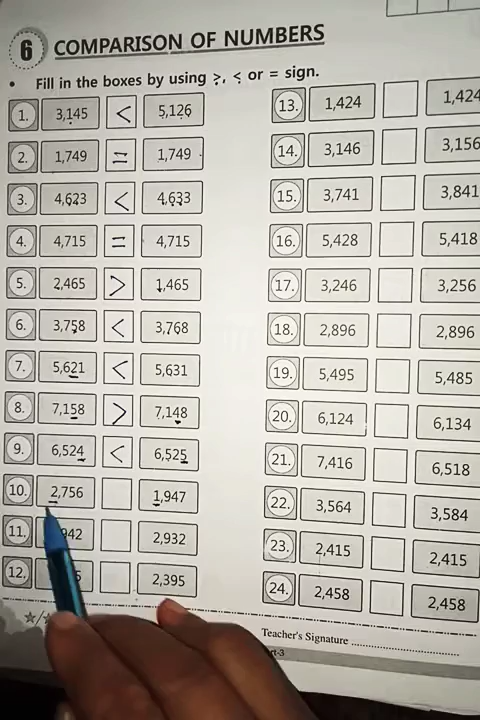 6 COMPARISON OF NUMBERS
• Fill in the boxes by using >, < or = sign.
1. 3,145 < 5,126
2. 1,749 = 1,749
3. 4,623 < 4,633
4. 4,715 = 4,715
5. 2,465 > 1,465
6. 3,758 < 3,768
7. 5,621 < 5,631
8. 7,158 > 7,148
9. 6,524 < 6,525
10. 2,756 1,947
11. 942 2,932
12. 2,395
13. 1,424 1,424
14. 3,146 3,156
15. 3,741 3,841
16. 5,428 5,418
17. 3,246 3,256
18. 2,896 2,896
19. 5,495 5,485
20. 6,124 6,134
21. 7,416 6,518
22. 3,564 3,584
23. 2,415 2,415
24. 2,458 2,458
Teacher's Signature